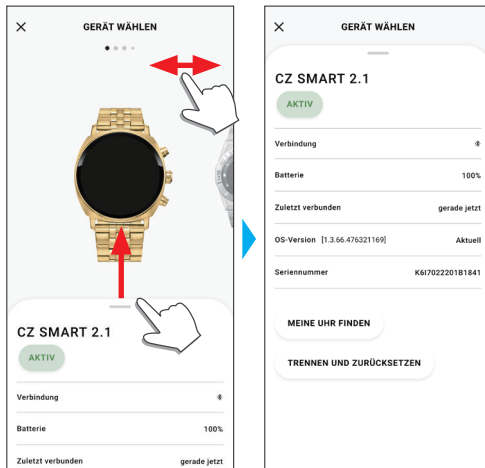 GERÄT WÄHLEN
CZ SMART 2.1
AKTIV
Verbindung
Batterie 100%
Zuletzt verbunden gerade jetzt
GERÄT WÄHLEN
CZ SMART 2.1
AKTIV
Verbindung
Batterie 100%
Zuletzt verbunden gerade jetzt
OS-Version [1.3.66.476321169] Aktuell
Seriennummer K6I7022201B1841
MEINE UHR FINDEN
TRENNEN UND ZURÜCKSETZEN